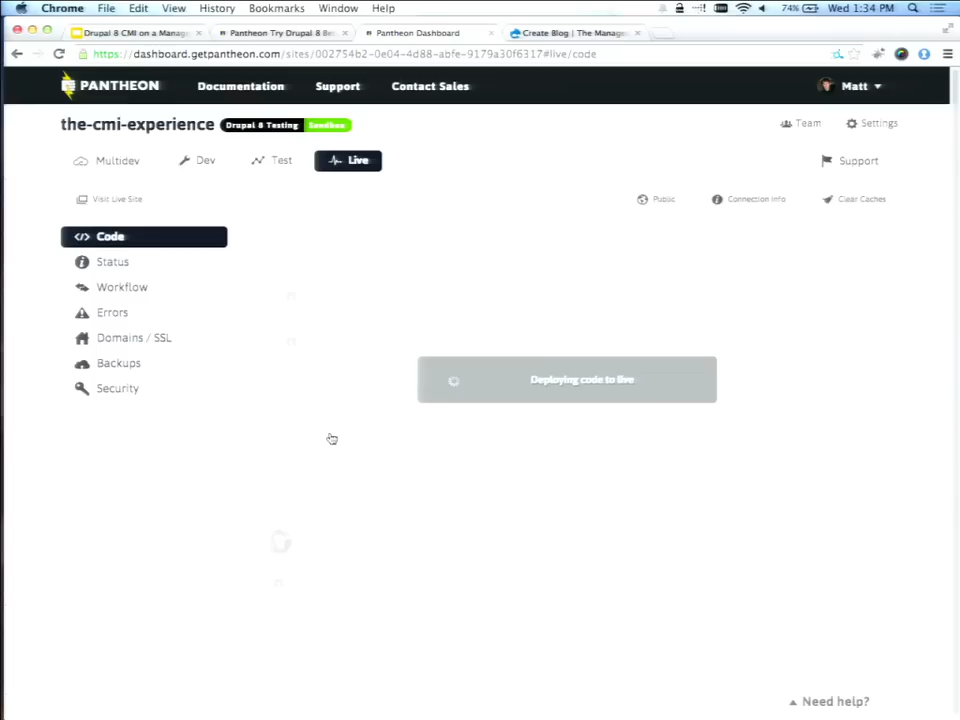 Chrome File Edit View History Bookmarks Window Help 74% Wed 1:34 PM
Drupal 8 CMI on a Manag Pantheon Try Drupal 8 Be Pantheon Dashboard Create Blog | The Manage
https://dashboard.getpantheon.com/sites/002754b2-0e04-4d88-abfe-9179a30f6317#live/code
PANTHEON Documentation Support Contact Sales Matt
the-cmi-experience Drupal 8 Testing Sandbox Team Settings
Multidev Dev Test Live Support
Visit Live Site Public Connection Info Clear Caches
Code
Status
Workflow
Errors
Domains / SSL
Backups
Security
Deploying code to live
Need help?